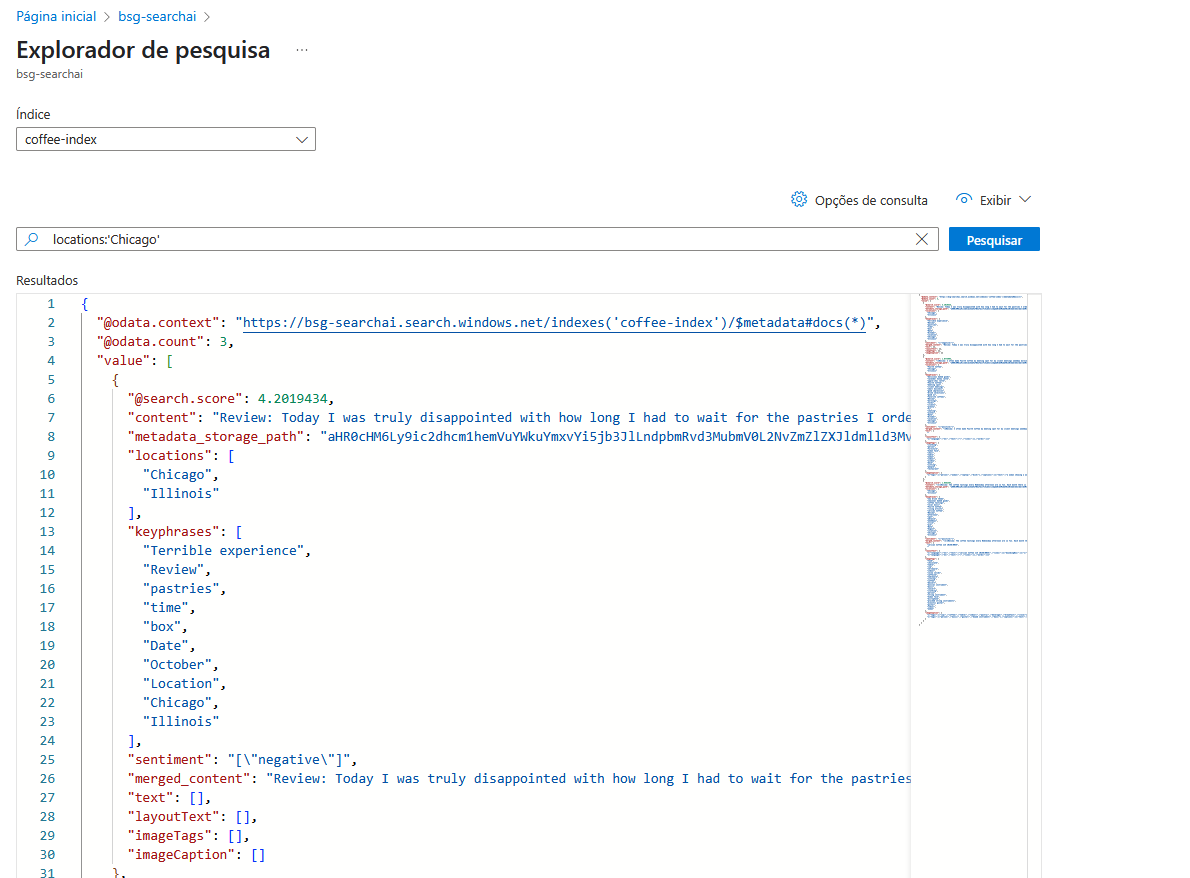 Página inicial > bsg-searchai >
Explorador de pesquisa ...
bsg-searchai
Índice
coffee-index
Opções de consulta Exibir
locations:'Chicago' Pesquisar
Resultados
1 {
2 "@odata.context": "https://bsg-searchai.search.windows.net/indexes('coffee-index')/$metadata#docs(*)",
3 "@odata.count": 3,
4 "value": [
5 {
6 "@search.score": 4.2019434,
7 "content": "Review: Today I was truly disappointed with how long I had to wait for the pastries I orde
8 "metadata_storage_path": "aHR0cHM6Ly9ic2dhcm1hemVuYWkuYmxvYi5jb3JlLndpbmRvd3MubmV0L2NvZmZlZXJldmlld3Mv
9 "locations": [
10 "Chicago",
11 "Illinois"
12 ],
13 "keyphrases": [
14 "Terrible experience",
15 "Review",
16 "pastries",
17 "time",
18 "box",
19 "Date",
20 "October",
21 "Location",
22 "Chicago",
23 "Illinois"
24 ],
25 "sentiment": "[\"negative\"]",
26 "merged_content": "Review: Today I was truly disappointed with how long I had to wait for the pastries
27 "text": [],
28 "layoutText": [],
29 "imageTags": [],
30 "imageCaption": []
31 },